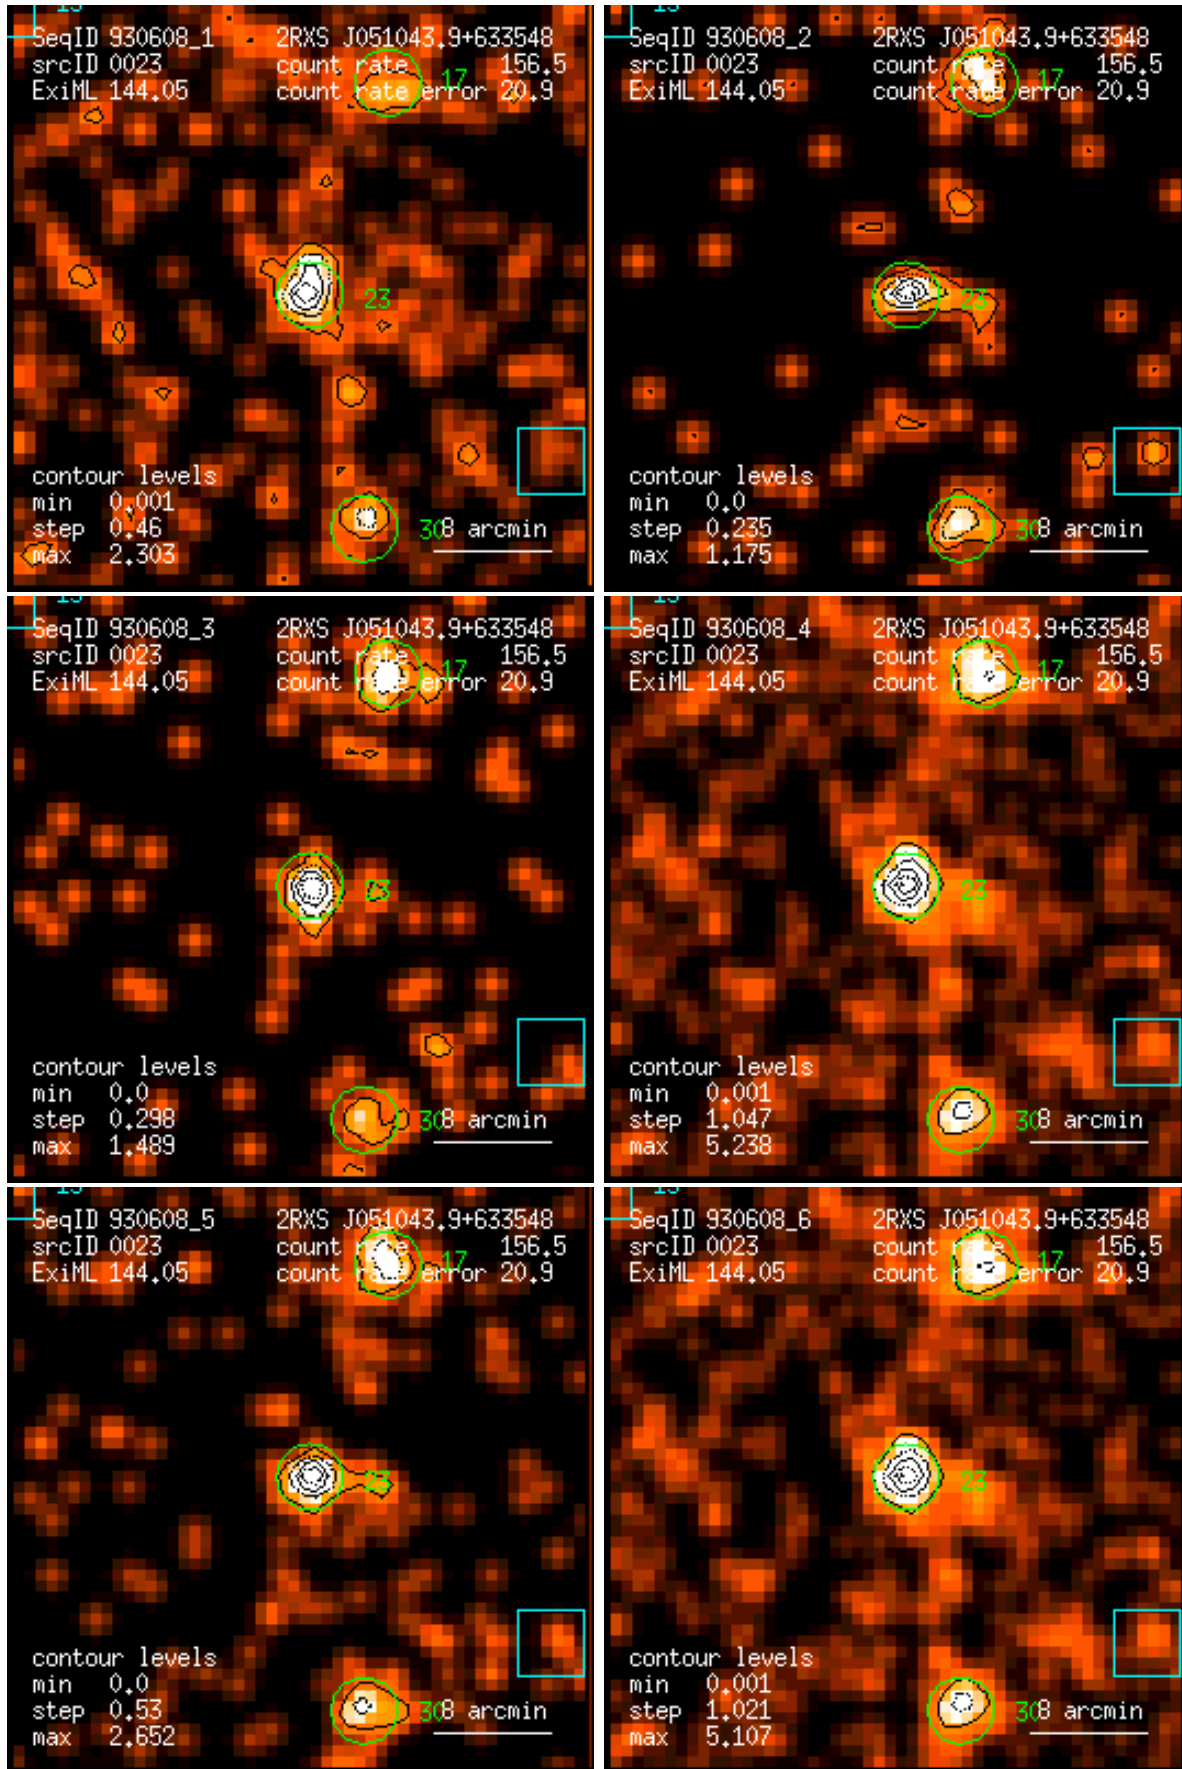 15
SeqID 930608_1 2RXS J051043.9+633548
srcID 0023 count rate 156.5
ExiML 144.05 count rate error 20.9
17
23
contour levels
min 0.001
step 0.46 30 8 arcmin
max 2.303
15
SeqID 930608_2 2RXS J051043.9+633548
srcID 0023 count rate 156.5
ExiML 144.05 count rate error 20.9
17
23
contour levels
min 0.0
step 0.235 30 8 arcmin
max 1.175
15
SeqID 930608_3 2RXS J051043.9+633548
srcID 0023 count rate 156.5
ExiML 144.05 count rate error 20.9
17
23
contour levels
min 0.0
step 0.298 30 8 arcmin
max 1.489
15
SeqID 930608_4 2RXS J051043.9+633548
srcID 0023 count rate 156.5
ExiML 144.05 count rate error 20.9
17
23
contour levels
min 0.001
step 1.047 30 8 arcmin
max 5.238
15
SeqID 930608_5 2RXS J051043.9+633548
srcID 0023 count rate 156.5
ExiML 144.05 count rate error 20.9
17
23
contour levels
min 0.0
step 0.53 30 8 arcmin
max 2.652
15
SeqID 930608_6 2RXS J051043.9+633548
srcID 0023 count rate 156.5
ExiML 144.05 count rate error 20.9
17
23
contour levels
min 0.001
step 1.021 30 8 arcmin
max 5.107